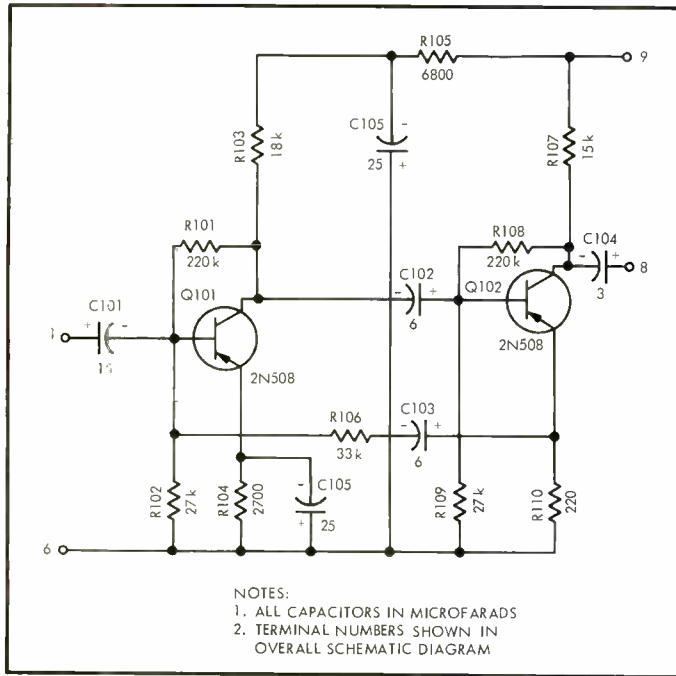 R105
6800
9
C105
-
25
+
R103
18k
R107
15k
R101
220k
R108
220k
C104
- +
8
3
C102
- +
6
Q101
Q102
C101
+ -
1
2N508
2N508
C103
- +
R106
33k
6
C105
-
+
25
R102
27k
R104
2700
R109
27k
R110
220
6
NOTES:
1. ALL CAPACITORS IN MICROFARADS
2. TERMINAL NUMBERS SHOWN IN
OVERALL SCHEMATIC DIAGRAM